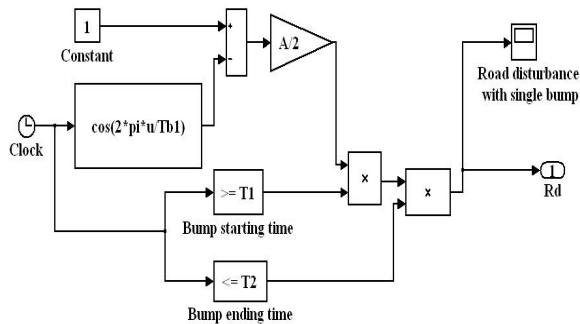 1
Constant
+
−
A/2
cos(2*pi*u/Tb1)
Clock
>= T1
Bump starting time
<= T2
Bump ending time
×
×
Road disturbance
with single bump
1
Rd